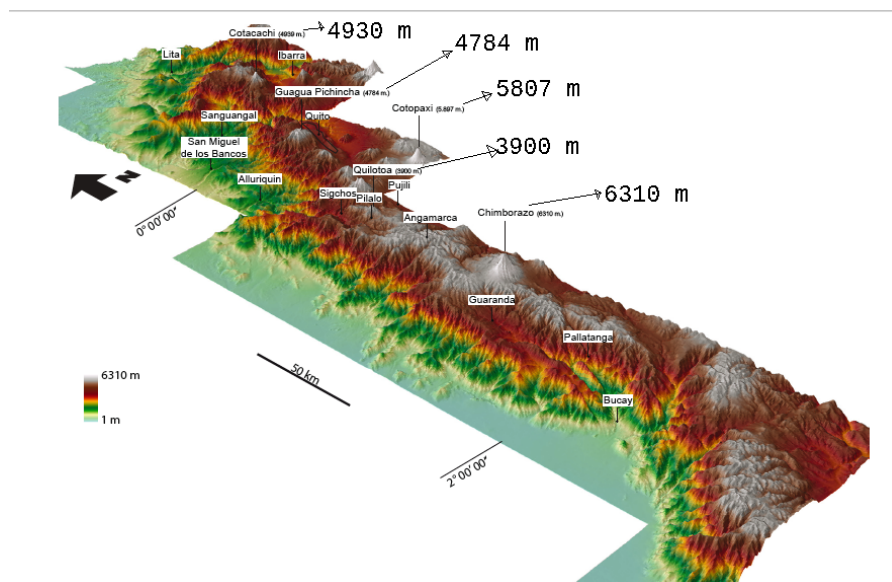 Cotacachi (4939 m.)
4930 m
Lita
Ibarra
4784 m
Guagua Pichincha (4784 m.)
5807 m
Cotopaxi (5.897 m.)
Sanguangal
Quito
San Miguel
de los Bancos
3900 m
Quilotoa (3900 m.)
N
Alluriquin
Pujili
Sigchos
Pilalo
6310 m
Chimborazo (6310 m.)
Angamarca
0° 00' 00"
Guaranda
Pallatanga
50 km
6310 m
1 m
Bucay
2° 00' 00"